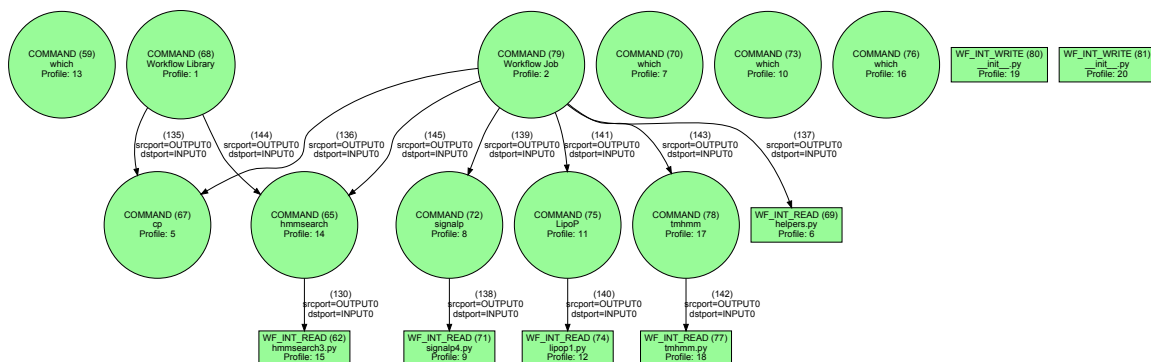 COMMAND (59)
which
Profile: 13
COMMAND (68)
Workflow Library
Profile: 1
COMMAND (79)
Workflow Job
Profile: 2
COMMAND (70)
which
Profile: 7
COMMAND (73)
which
Profile: 10
COMMAND (76)
which
Profile: 16
WF_INT_WRITE (80)
__init__.py
Profile: 19
WF_INT_WRITE (81)
__init__.py
Profile: 20
(135)
srcport=OUTPUT0
dstport=INPUT0
(144)
srcport=OUTPUT0
dstport=INPUT0
(136)
srcport=OUTPUT0
dstport=INPUT0
(145)
srcport=OUTPUT0
dstport=INPUT0
(139)
srcport=OUTPUT0
dstport=INPUT0
(141)
srcport=OUTPUT0
dstport=INPUT0
(143)
srcport=OUTPUT0
dstport=INPUT0
(137)
srcport=OUTPUT0
dstport=INPUT0
COMMAND (67)
cp
Profile: 5
COMMAND (65)
hmmsearch
Profile: 14
COMMAND (72)
signalp
Profile: 8
COMMAND (75)
LipoP
Profile: 11
COMMAND (78)
tmhmm
Profile: 17
WF_INT_READ (69)
helpers.py
Profile: 6
(130)
srcport=OUTPUT0
dstport=INPUT0
(138)
srcport=OUTPUT0
dstport=INPUT0
(140)
srcport=OUTPUT0
dstport=INPUT0
(142)
srcport=OUTPUT0
dstport=INPUT0
WF_INT_READ (62)
hmmsearch3.py
Profile: 15
WF_INT_READ (71)
signalp4.py
Profile: 9
WF_INT_READ (74)
lipop1.py
Profile: 12
WF_INT_READ (77)
tmhmm.py
Profile: 18